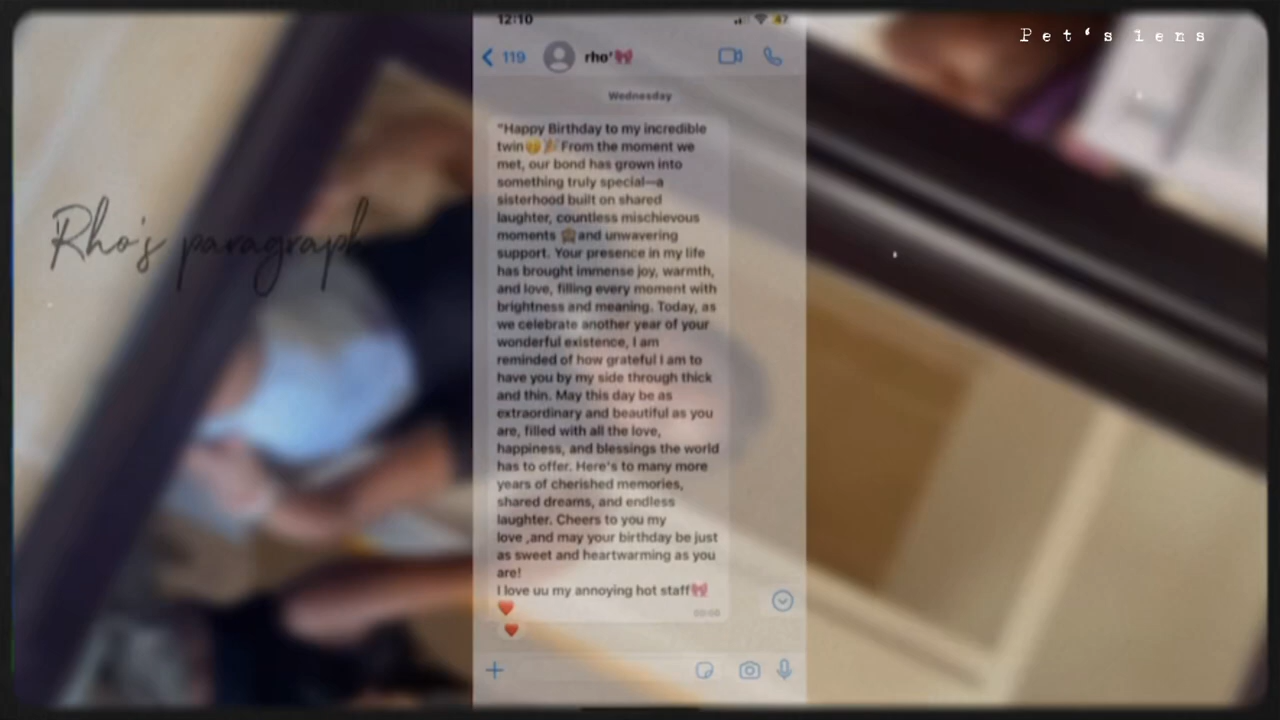 Pet's lens
12:10
47
119
rho'🎀
Wednesday
Rho's paragraph
"Happy Birthday to my incredible
twin🥹🎉From the moment we
met, our bond has grown into
something truly special—a
sisterhood built on shared
laughter, countless mischievous
moments 🙈and unwavering
support. Your presence in my life
has brought immense joy, warmth,
and love, filling every moment with
brightness and meaning. Today, as
we celebrate another year of your
wonderful existence, I am
reminded of how grateful I am to
have you by my side through thick
and thin. May this day be as
extraordinary and beautiful as you
are, filled with all the love,
happiness, and blessings the world
has to offer. Here's to many more
years of cherished memories,
shared dreams, and endless
laughter. Cheers to you my
love ,and may your birthday be just
as sweet and heartwarming as you
are!
I love uu my annoying hot staff🎀
❤️
❤️